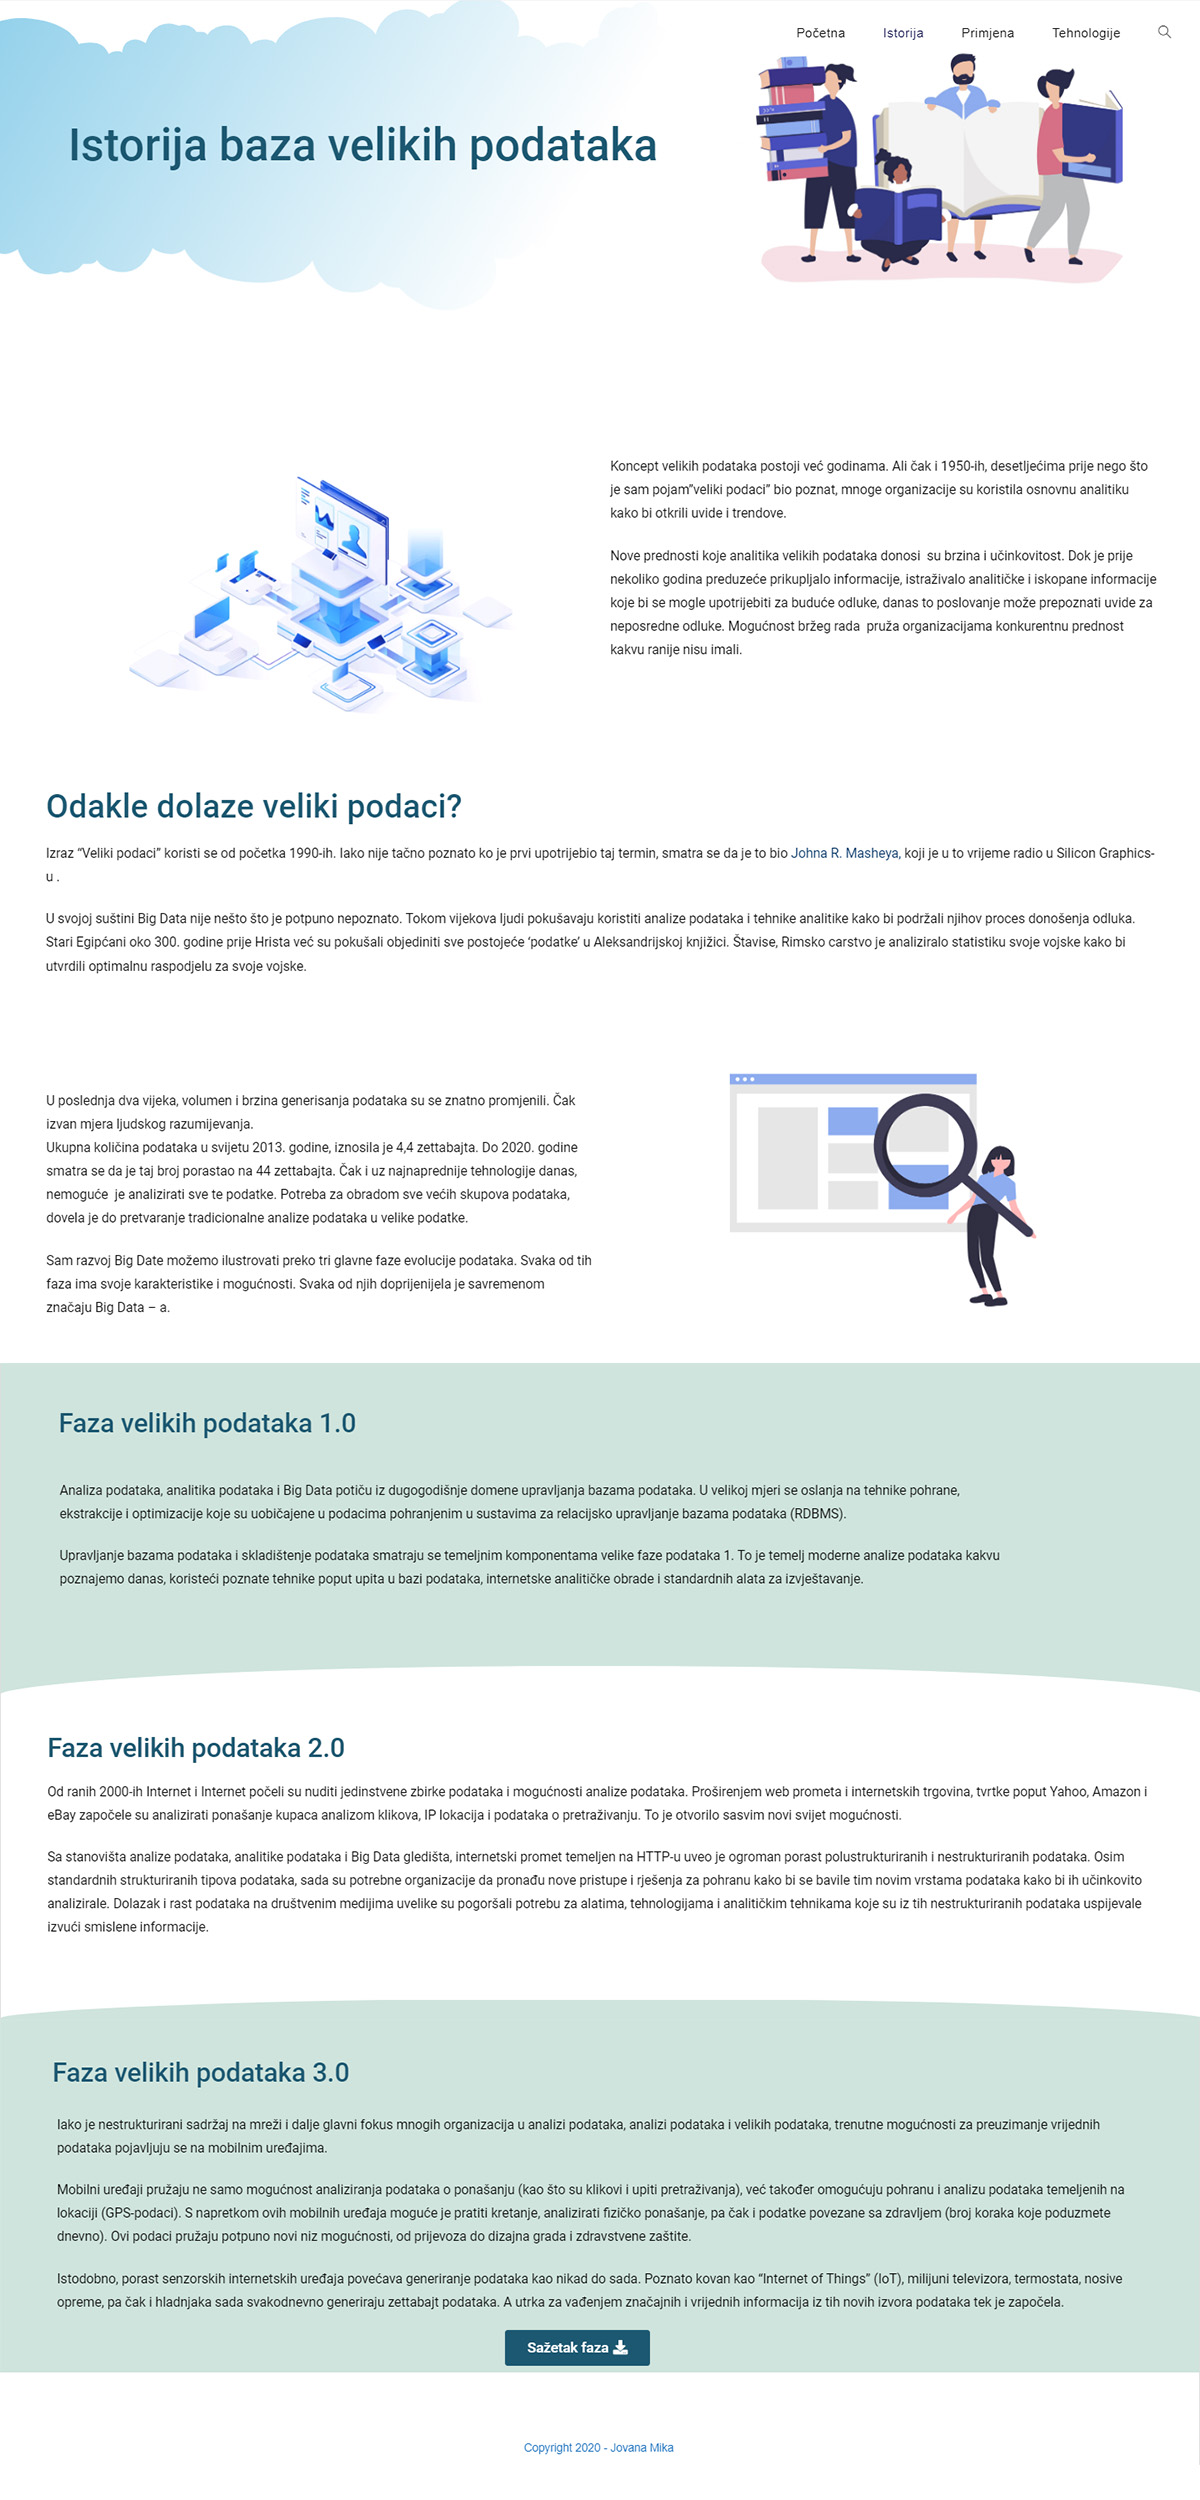 Početna Istorija Primjena Tehnologije
Istorija baza velikih podataka
Koncept velikih podataka postoji već godinama. Ali čak i 1950-ih, desetljećima prije nego što
je sam pojam”veliki podaci” bio poznat, mnoge organizacije su koristila osnovnu analitiku
kako bi otkrili uvide i trendove.
Nove prednosti koje analitika velikih podataka donosi su brzina i učinkovitost. Dok je prije
nekoliko godina preduzeće prikupljalo informacije, istraživalo analitičke i iskopane informacije
koje bi se mogle upotrijebiti za buduće odluke, danas to poslovanje može prepoznati uvide za
neposredne odluke. Mogućnost bržeg rada pruža organizacijama konkurentnu prednost
kakvu ranije nisu imali.
Odakle dolaze veliki podaci?
Izraz “Veliki podaci” koristi se od početka 1990-ih. Iako nije tačno poznato ko je prvi upotrijebio taj termin, smatra se da je to bio Johna R. Masheya, koji je u to vrijeme radio u Silicon Graphics-
u .
U svojoj suštini Big Data nije nešto što je potpuno nepoznato. Tokom vijekova ljudi pokušavaju koristiti analize podataka i tehnike analitike kako bi podržali njihov proces donošenja odluka.
Stari Egipćani oko 300. godine prije Hrista već su pokušali objediniti sve postojeće ‘podatke’ u Aleksandrijskoj knjižici. Štavise, Rimsko carstvo je analiziralo statistiku svoje vojske kako bi
utvrdili optimalnu raspodjelu za svoje vojske.
U poslednja dva vijeka, volumen i brzina generisanja podataka su se znatno promjenili. Čak
izvan mjera ljudskog razumijevanja.
Ukupna količina podataka u svijetu 2013. godine, iznosila je 4,4 zettabajta. Do 2020. godine
smatra se da je taj broj porastao na 44 zettabajta. Čak i uz najnaprednije tehnologije danas,
nemoguće je analizirati sve te podatke. Potreba za obradom sve većih skupova podataka,
dovela je do pretvaranje tradicionalne analize podataka u velike podatke.
Sam razvoj Big Date možemo ilustrovati preko tri glavne faze evolucije podataka. Svaka od tih
faza ima svoje karakteristike i mogućnosti. Svaka od njih doprijenijela je savremenom
značaju Big Data – a.
Faza velikih podataka 1.0
Analiza podataka, analitika podataka i Big Data potiču iz dugogodišnje domene upravljanja bazama podataka. U velikoj mjeri se oslanja na tehnike pohrane,
ekstrakcije i optimizacije koje su uobičajene u podacima pohranjenim u sustavima za relacijsko upravljanje bazama podataka (RDBMS).
Upravljanje bazama podataka i skladištenje podataka smatraju se temeljnim komponentama velike faze podataka 1. To je temelj moderne analize podataka kakvu
poznajemo danas, koristeći poznate tehnike poput upita u bazi podataka, internetske analitičke obrade i standardnih alata za izvještavanje.
Faza velikih podataka 2.0
Od ranih 2000-ih Internet i Internet počeli su nuditi jedinstvene zbirke podataka i mogućnosti analize podataka. Proširenjem web prometa i internetskih trgovina, tvrtke poput Yahoo, Amazon i
eBay započele su analizirati ponašanje kupaca analizom klikova, IP lokacija i podataka o pretraživanju. To je otvorilo sasvim novi svijet mogućnosti.
Sa stanovišta analize podataka, analitike podataka i Big Data gledišta, internetski promet temeljen na HTTP-u uveo je ogroman porast polustrukturiranih i nestrukturiranih podataka. Osim
standardnih strukturiranih tipova podataka, sada su potrebne organizacije da pronađu nove pristupe i rješenja za pohranu kako bi se bavile tim novim vrstama podataka kako bi ih učinkovito
analizirale. Dolazak i rast podataka na društvenim medijima uvelike su pogoršali potrebu za alatima, tehnologijama i analitičkim tehnikama koje su iz tih nestrukturiranih podataka uspijevale
izvući smislene informacije.
Faza velikih podataka 3.0
Iako je nestrukturirani sadržaj na mreži i dalje glavni fokus mnogih organizacija u analizi podataka, analizi podataka i velikih podataka, trenutne mogućnosti za preuzimanje vrijednih
podataka pojavljuju se na mobilnim uređajima.
Mobilni uređaji pružaju ne samo mogućnost analiziranja podataka o ponašanju (kao što su klikovi i upiti pretraživanja), već također omogućuju pohranu i analizu podataka temeljenih na
lokaciji (GPS-podaci). S napretkom ovih mobilnih uređaja moguće je pratiti kretanje, analizirati fizičko ponašanje, pa čak i podatke povezane sa zdravljem (broj koraka koje poduzmete
dnevno). Ovi podaci pružaju potpuno novi niz mogućnosti, od prijevoza do dizajna grada i zdravstvene zaštite.
Istodobno, porast senzorskih internetskih uređaja povećava generiranje podataka kao nikad do sada. Poznato kovan kao “Internet of Things” (IoT), milijuni televizora, termostata, nosive
opreme, pa čak i hladnjaka sada svakodnevno generiraju zettabajt podataka. A utrka za vađenjem značajnih i vrijednih informacija iz tih novih izvora podataka tek je započela.
Sažetak faza
Copyright 2020 - Jovana Mika